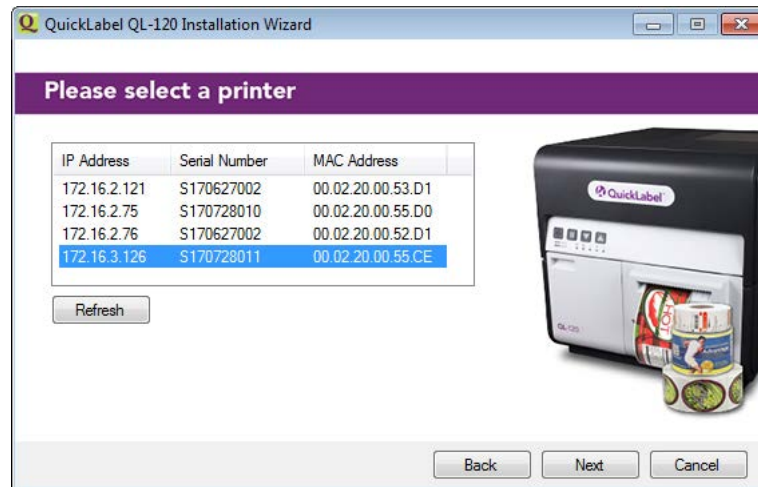 QuickLabel QL-120 Installation Wizard
Please select a printer
IP Address Serial Number MAC Address
172.16.2.121 S170627002 00.02.20.00.53.D1
172.16.2.75 S170728010 00.02.20.00.55.D0
172.16.2.76 S170627002 00.02.20.00.52.D1
172.16.3.126 S170728011 00.02.20.00.55.CE
Refresh
QuickLabel
QL-120
HOT
Back Next Cancel